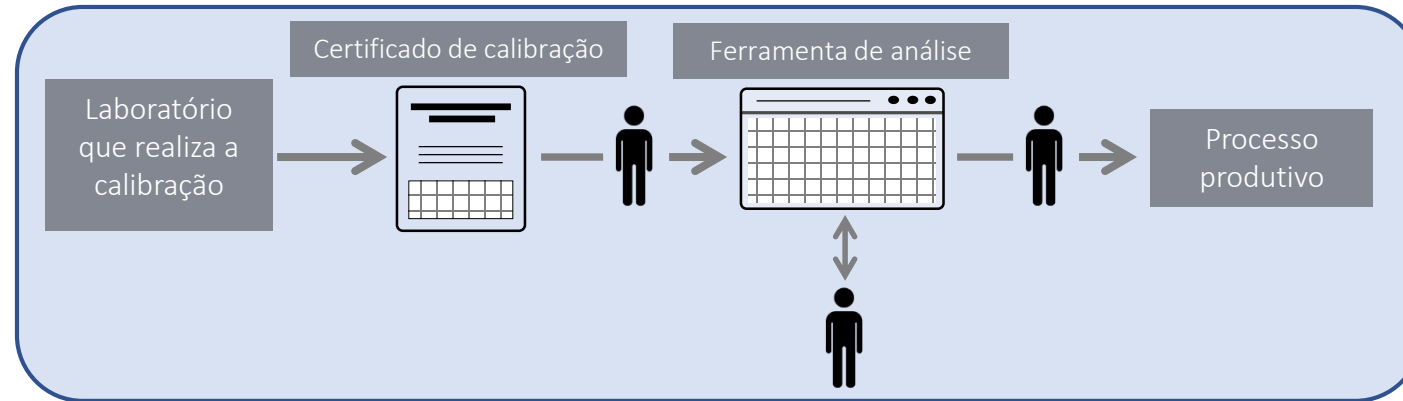 Certificado de calibração
Ferramenta de análise
Laboratório
que realiza a
calibração
Processo
produtivo